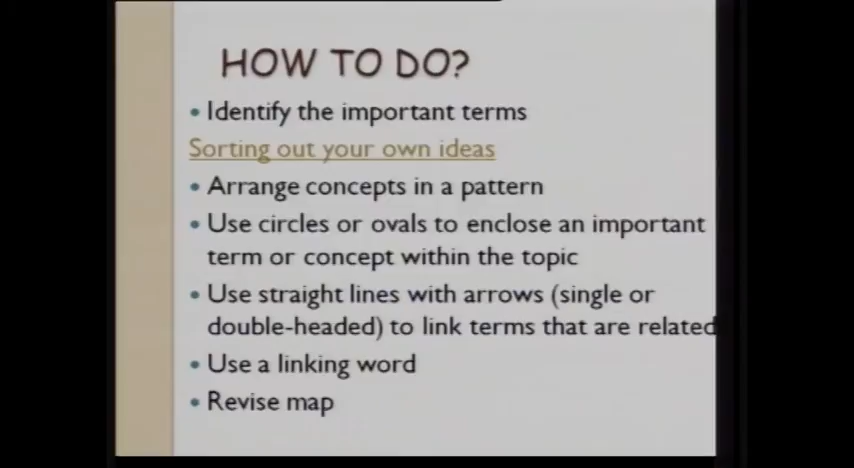 HOW TO DO?
• Identify the important terms
Sorting out your own ideas
• Arrange concepts in a pattern
• Use circles or ovals to enclose an important
term or concept within the topic
• Use straight lines with arrows (single or
double-headed) to link terms that are related
• Use a linking word
• Revise map